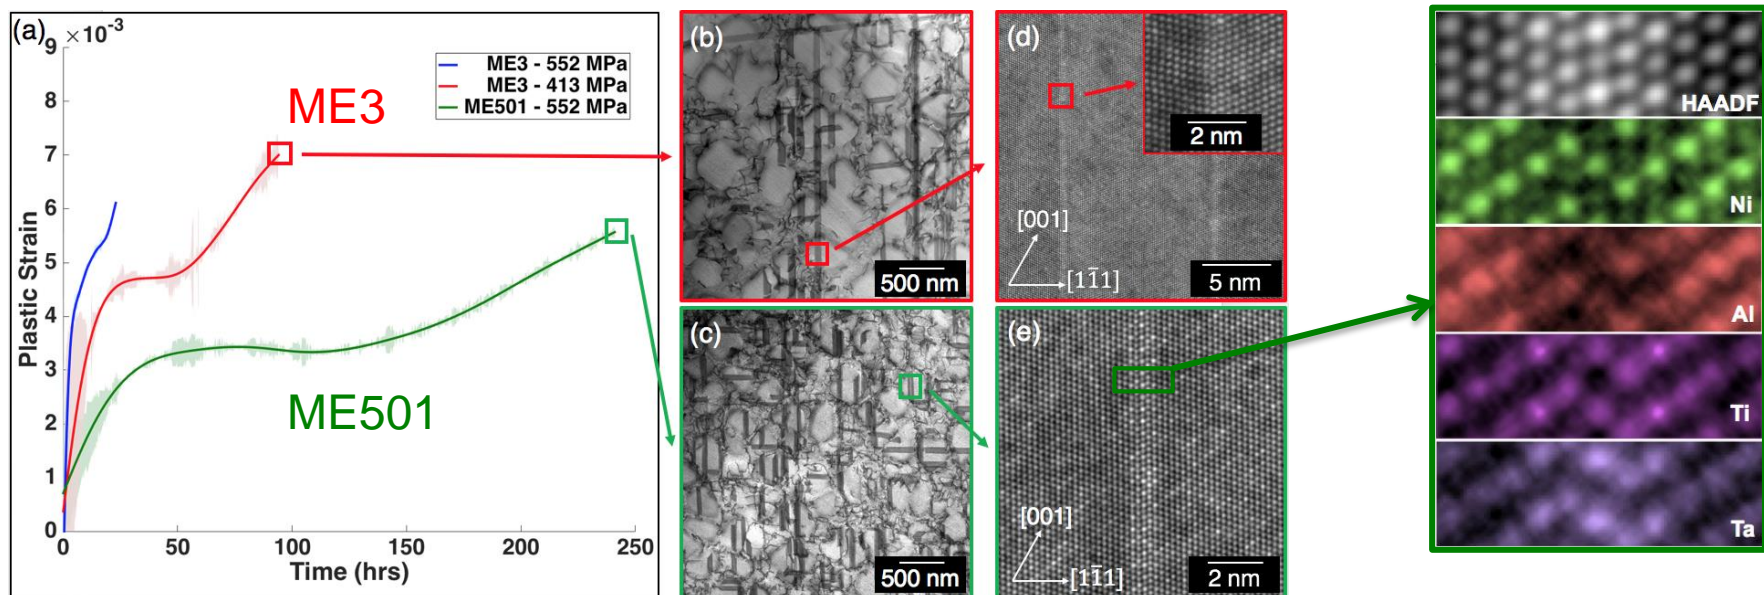 (a)
×10⁻³
9
8
7
6
5
4
3
2
1
0
Plastic Strain
0
50
100
150
200
250
Time (hrs)
ME3 - 552 MPa
ME3 - 413 MPa
ME501 - 552 MPa
ME3
ME501
(b)
500 nm
(c)
500 nm
(d)
2 nm
[001]
[11̅1]
5 nm
(e)
[001]
[11̅1]
2 nm
HAADF
Ni
Al
Ti
Ta